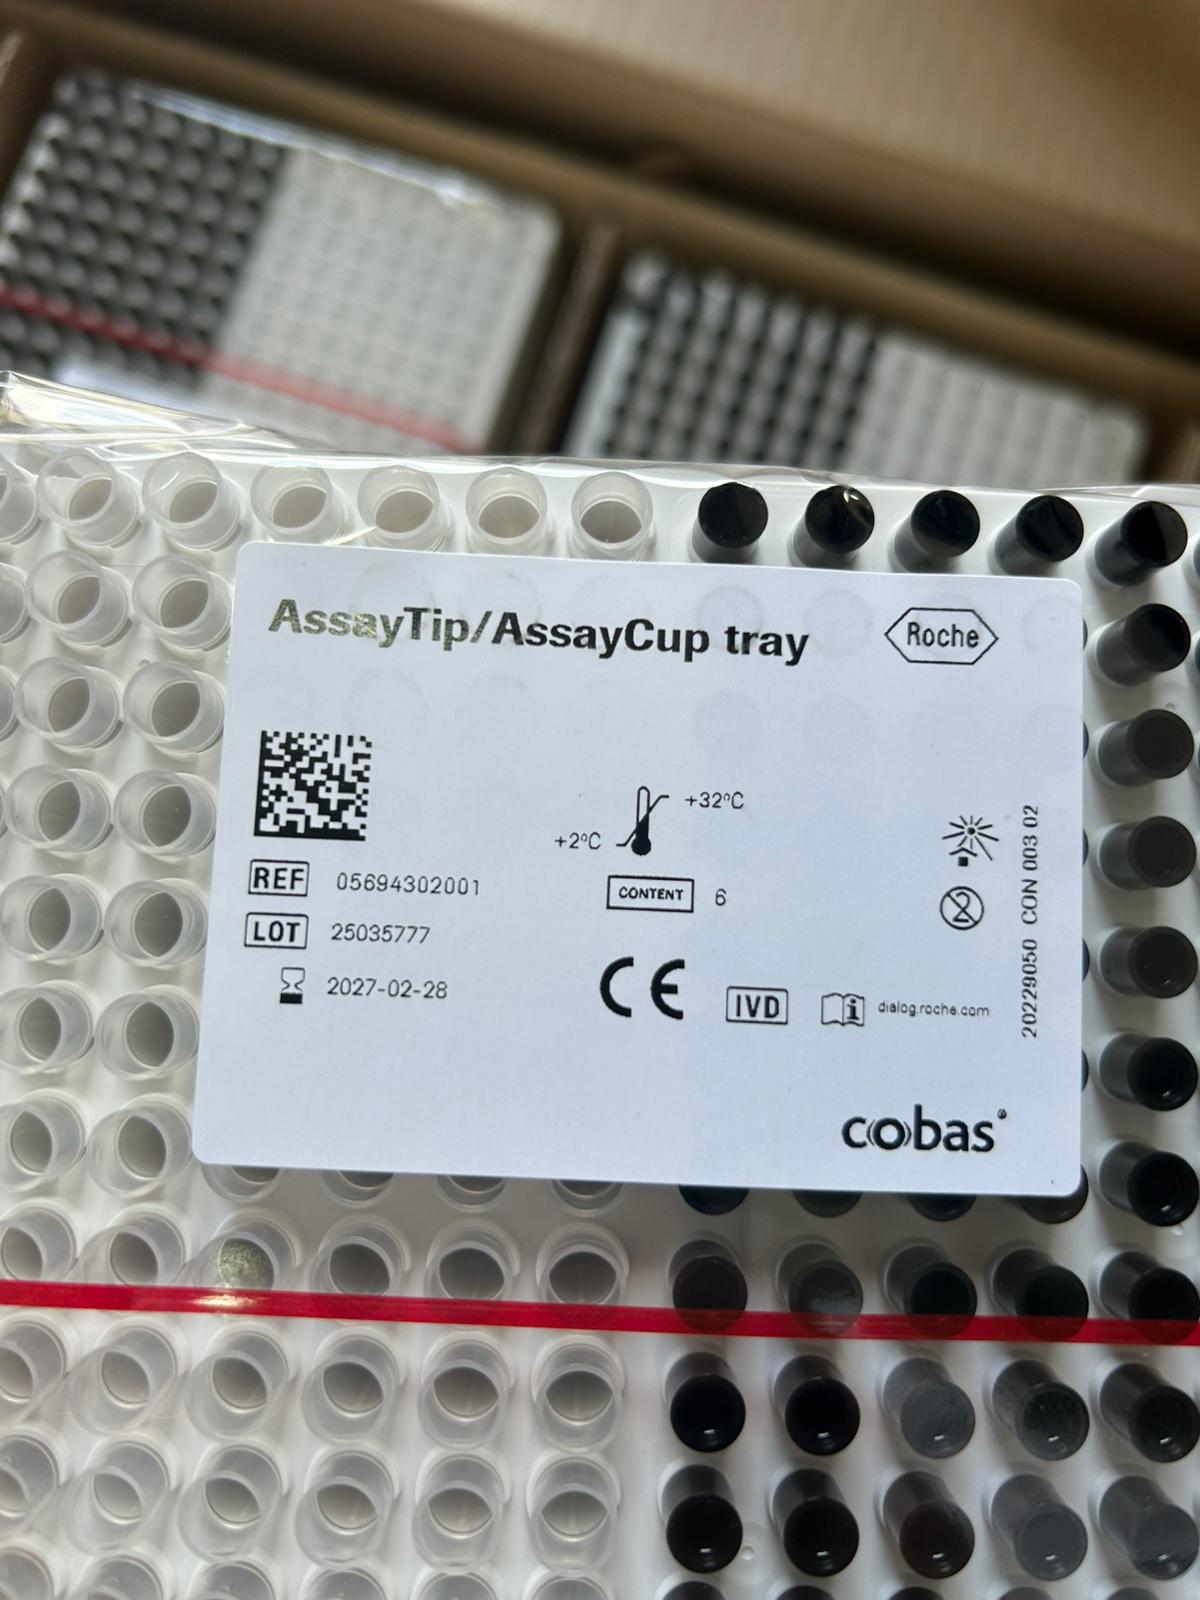 AssayTip/AssayCup tray
Roche
+32°C
+2°C
REF 05694302001
CONTENT 6
LOT 25035777
2027-02-28
CE
IVD
i
dialog.roche.com
2
20229050 CON 003 02
cobas®